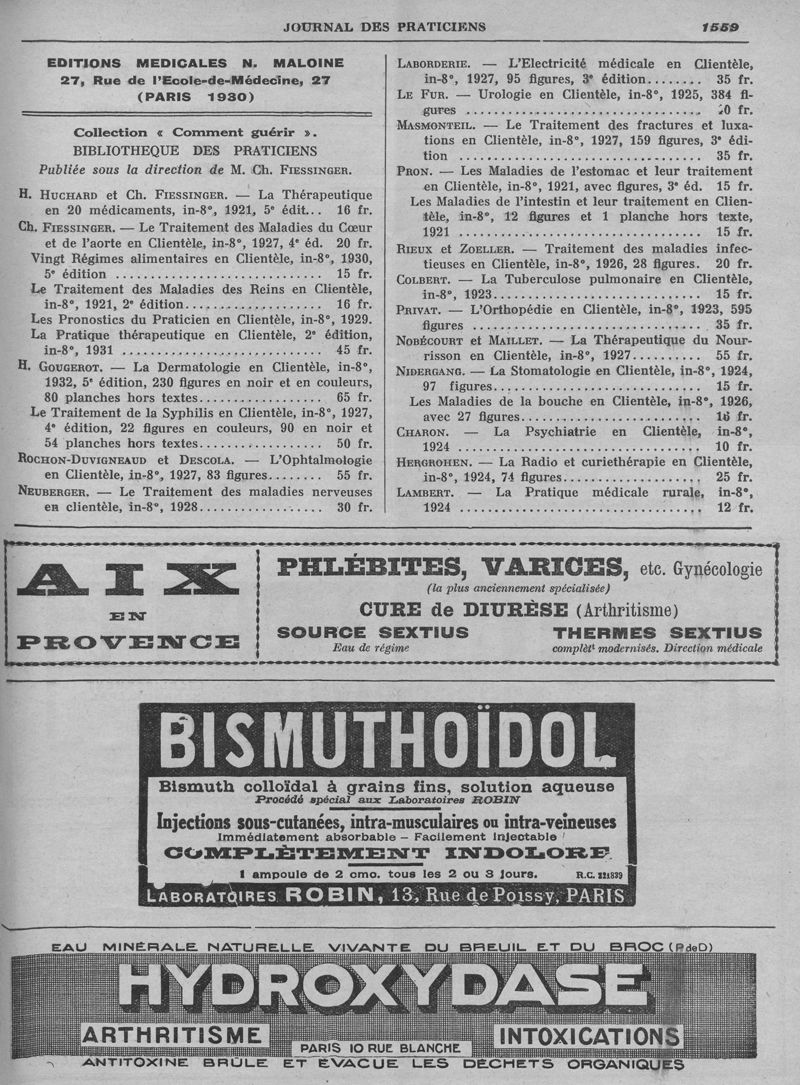 JOURNAL DES PRATICIENS 1559
EDITIONS MEDICALES N. MALOINE
27, Rue de l'Ecole-de-Médecine, 27
(PARIS 1930)
Collection « Comment guérir ».
BIBLIOTHEQUE DES PRATICIENS
Publiée sous la direction de M. Ch. FIESSINGER.
H. HUCHARD et Ch. FIESSINGER. — La Thérapeutique
en 20 médicaments, in-8°, 1921, 5e édit... 16 fr.
Ch. FIESSINGER. — Le Traitement des Maladies du Cœur
et de l'aorte en Clientèle, in-8°, 1927, 4e éd. 20 fr.
Vingt Régimes alimentaires en Clientèle, in-8°, 1930,
5e édition ........................... 15 fr.
Le Traitement des Maladies des Reins en Clientèle,
in-8°, 1921, 2e édition.................... 16 fr.
Les Pronostics du Praticien en Clientèle, in-8°, 1929.
La Pratique thérapeutique en Clientèle, 2e édition,
in-8°, 1931 ............................. 45 fr.
H. GOUGEROT. — La Dermatologie en Clientèle, in-8°,
1932, 5e édition, 230 figures en noir et en couleurs,
80 planches hors textes.................. 65 fr.
Le Traitement de la Syphilis en Clientèle, in-8°, 1927,
4e édition, 22 figures en couleurs, 90 en noir et
54 planches hors textes.................. 50 fr.
ROCHON-DUVIGNEAUD et DESCOLA. — L'Ophtalmologie
en Clientèle, in-8°, 1927, 83 figures........ 55 fr.
NEUBERGER. — Le Traitement des maladies nerveuses
en clientèle, in-8°, 1928.................. 30 fr.
LABORDERIE. — L'Electricité médicale en Clientèle,
in-8°, 1927, 95 figures, 3e édition........ 35 fr.
LE FUR. — Urologie en Clientèle, in-8°, 1925, 384 fi-
gures .................................. fr.
MASMONTEIL. — Le Traitement des fractures et luxa-
tions en Clientèle, in-8°, 1927, 159 figures, 3e édi-
tion ................................... 35 fr.
PRON. — Les Maladies de l'estomac et leur traitement
en Clientèle, in-8°, 1921, avec figures, 3e éd. 15 fr.
Les Maladies de l'intestin et leur traitement en Clien-
tèle, in-8°, 12 figures et 1 planche hors texte,
1921 ................................... 15 fr.
RIEUX et ZOELLER. — Traitement des maladies infec-
tieuses en Clientèle, in-8°, 1926, 28 figures. 20 fr.
COLBERT. — La Tuberculose pulmonaire en Clientèle,
in-8°, 1923.............................. 15 fr.
PRIVAT. — L'Orthopédie en Clientèle, in-8°, 1923, 595
figures ................................. 35 fr.
NOBÉCOURT et MAILLET. — La Thérapeutique du Nour-
risson en Clientèle, in-8°, 1927.......... 55 fr.
NIDERGANG. — La Stomatologie en Clientèle, in-8°, 1924,
97 figures.............................. 15 fr.
Les Maladies de la bouche en Clientèle, in-8°, 1926,
avec 27 figures.......................... 16 fr.
CHARON. — La Psychiatrie en Clientèle, in-8°,
1924 ................................... 10 fr.
HERGROHEN. — La Radio et curiethérapie en Clientèle,
in-8°, 1924, 74 figures.................... 25 fr.
LAMBERT. — La Pratique médicale rurale, in-8°,
1924 ................................... 12 fr.
AIX
EN
PROVENCE
PHLÉBITES, VARICES, etc. Gynécologie
(la plus anciennement spécialisée)
CURE de DIURÈSE (Arthritisme)
SOURCE SEXTIUS THERMES SEXTIUS
Eau de régime complètt modernisés. Direction médicale
BISMUTHOÏDOL
Bismuth colloïdal à grains fins, solution aqueuse
Procédé spécial aux Laboratoires ROBIN
Injections sous-cutanées, intra-musculaires ou intra-veineuses
Immédiatement absorbable – Facilement injectable
COMPLÈTEMENT INDOLORE
1 ampoule de 2 cmc. tous les 2 ou 3 jours. R.C. 221839
LABORATOIRES ROBIN, 13, Rue de Poissy, PARIS
EAU MINÉRALE NATURELLE VIVANTE DU BREUIL ET DU BROC (P. de D)
HYDROXYDASE
ARTHRITISME PARIS 10 RUE BLANCHE INTOXICATIONS
ANTITOXINE BRÛLE ET ÉVACUE LES DÉCHETS ORGANIQUES